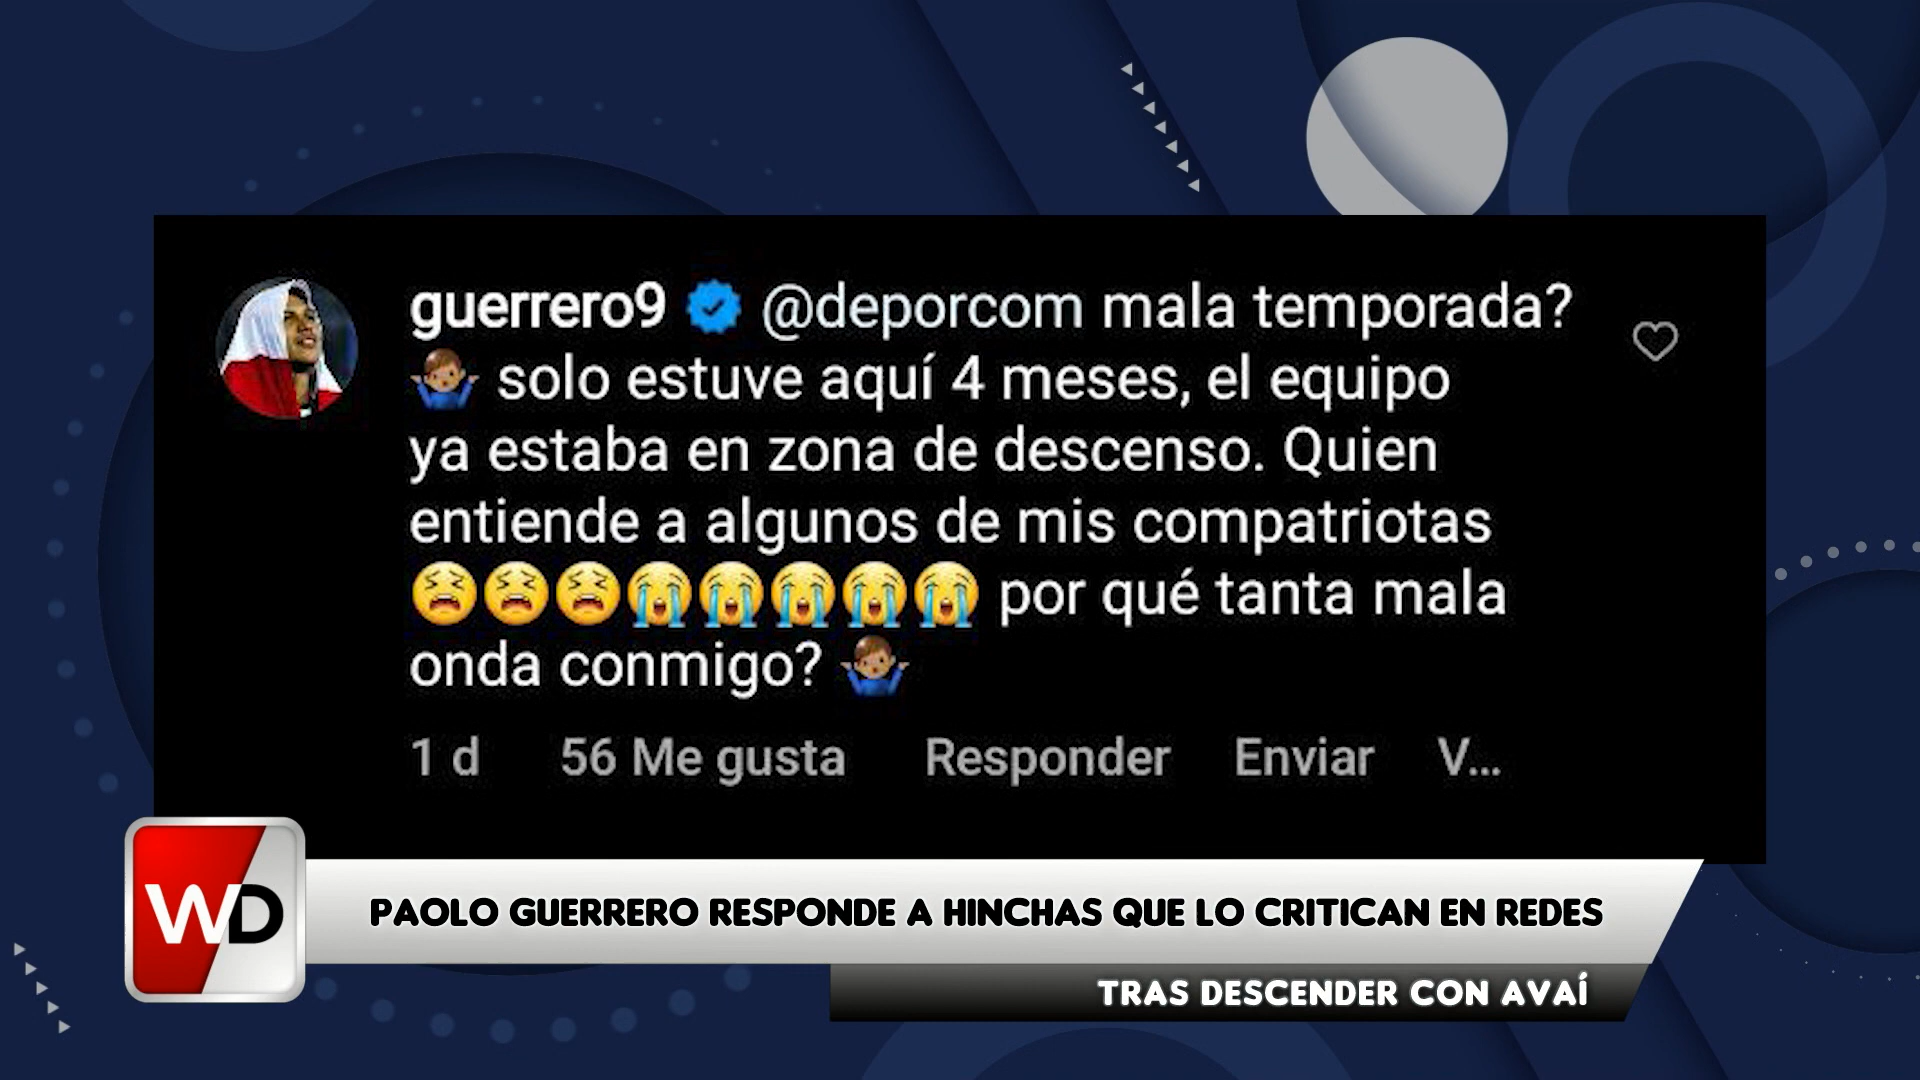 guerrero9 @deporcom mala temporada?
🤷🏽‍♂️ solo estuve aquí 4 meses, el equipo
ya estaba en zona de descenso. Quien
entiende a algunos de mis compatriotas
😫😫😫😭😭😭😭😭 por qué tanta mala
onda conmigo? 🤷🏽‍♂️
1 d 56 Me gusta Responder Enviar V...
WD
PAOLO GUERRERO RESPONDE A HINCHAS QUE LO CRITICAN EN REDES
TRAS DESCENDER CON AVAÍ